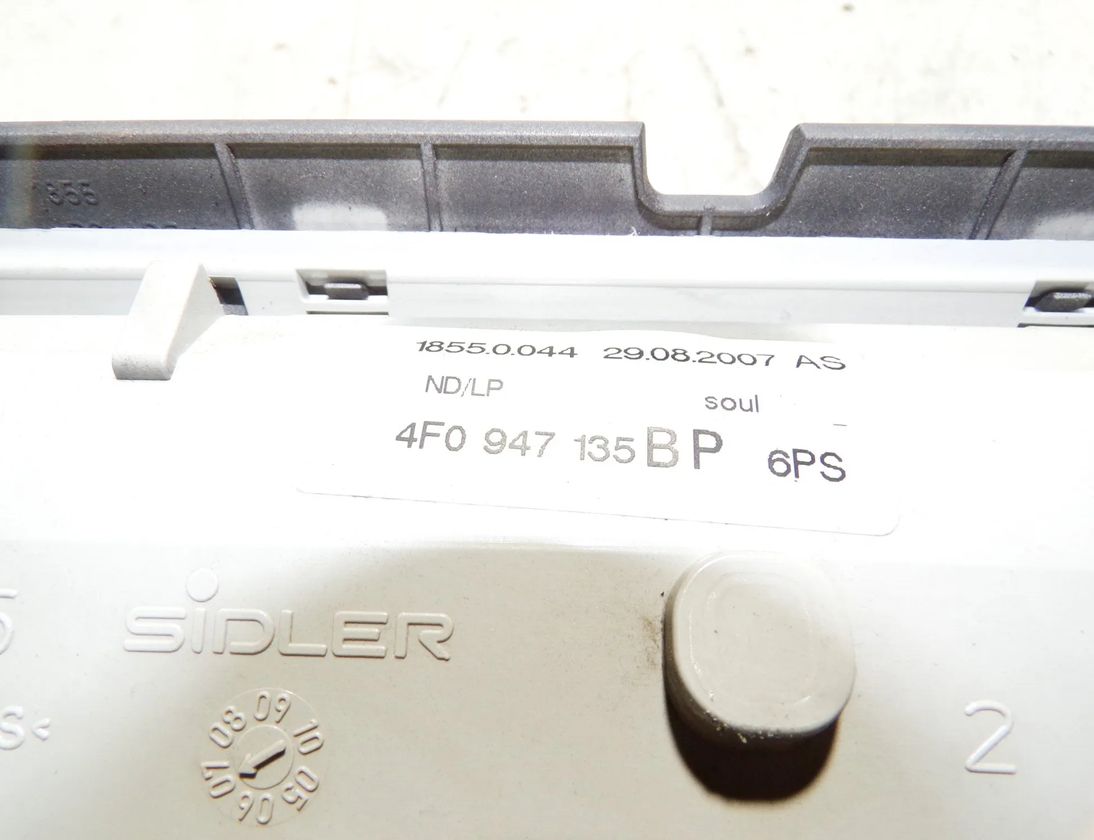 1855
1855.0.044 29.08.2007 AS
ND/LP soul
4F0 947 135 BP 6PS
SiDLER
08 09 10
07 06 05
2